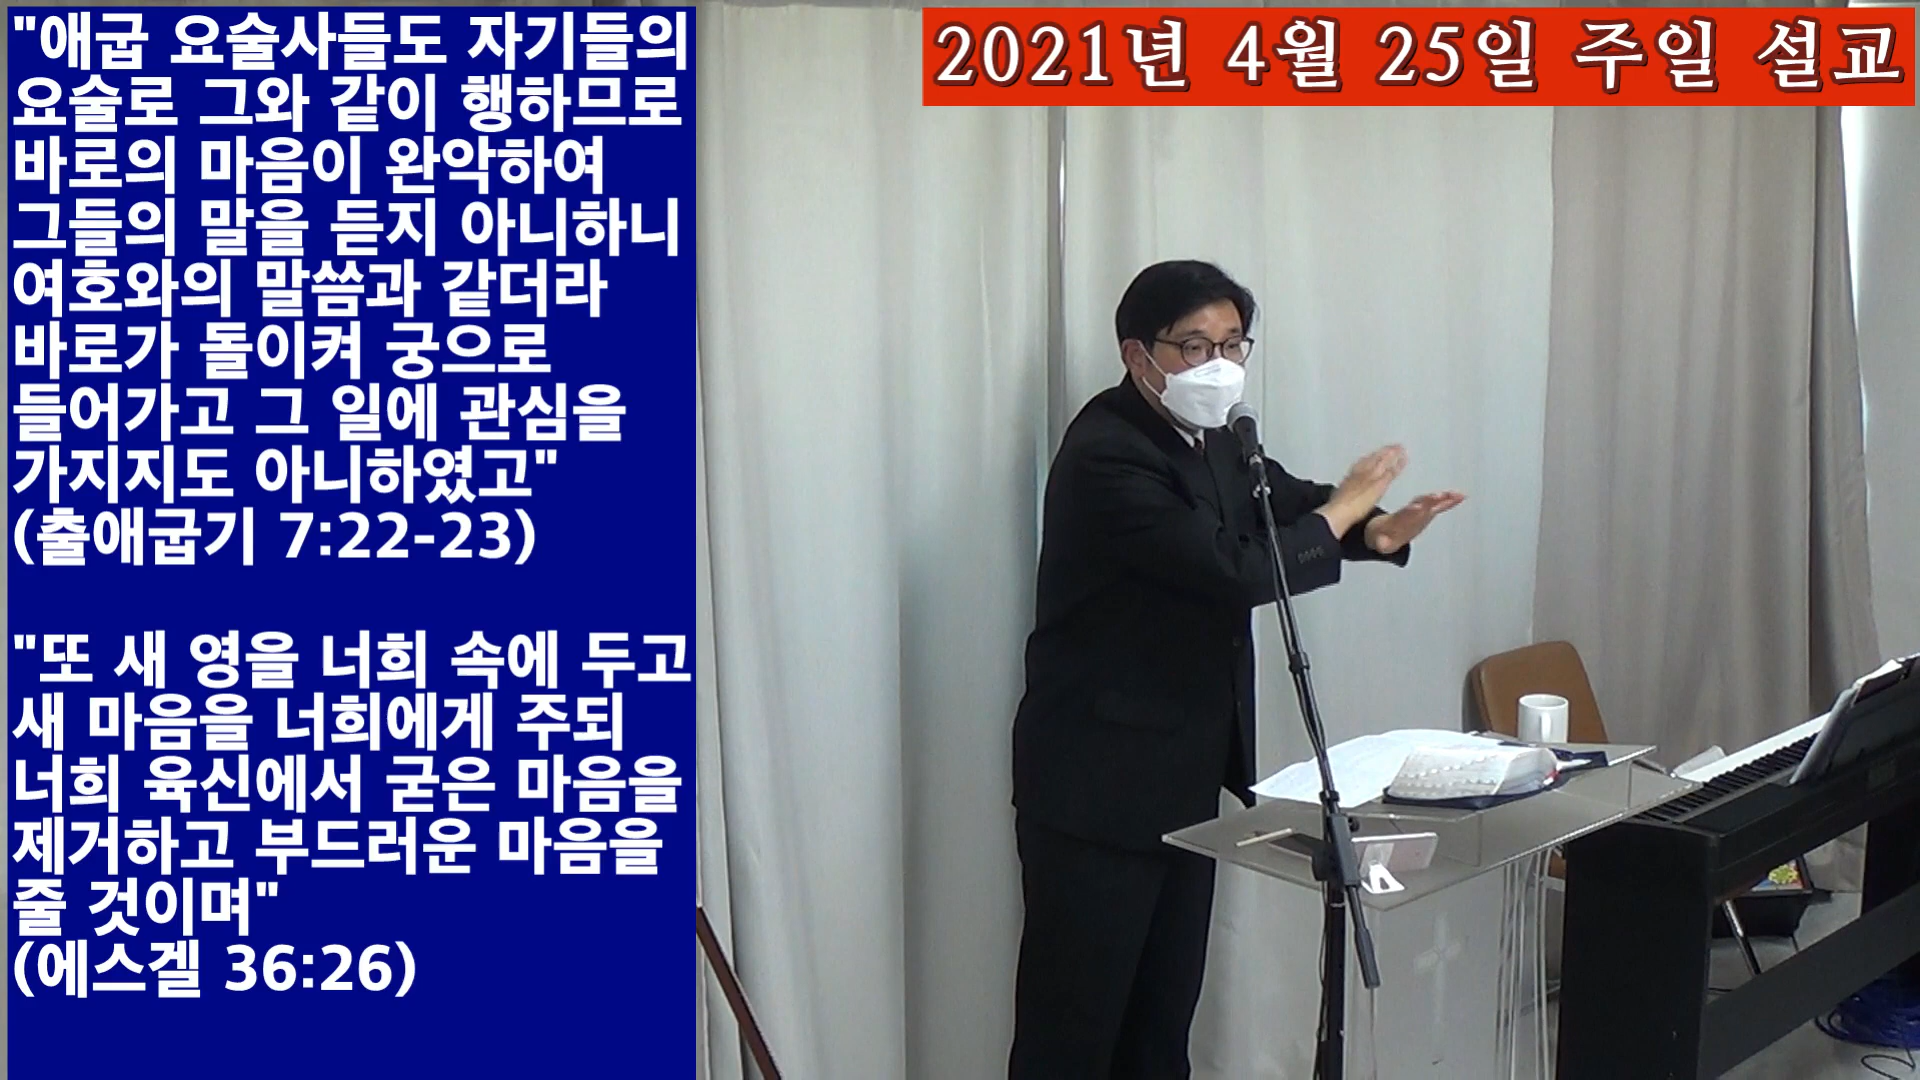 "애굽 요술사들도 자기들의
요술로 그와 같이 행하므로
바로의 마음이 완악하여
그들의 말을 듣지 아니하니
여호와의 말씀과 같더라
바로가 돌이켜 궁으로
들어가고 그 일에 관심을
가지지도 아니하였고"
(출애굽기 7:22-23)
"또 새 영을 너희 속에 두고
새 마음을 너희에게 주되
너희 육신에서 굳은 마음을
제거하고 부드러운 마음을
줄 것이며"
(에스겔 36:26)
2021년 4월 25일 주일 설교